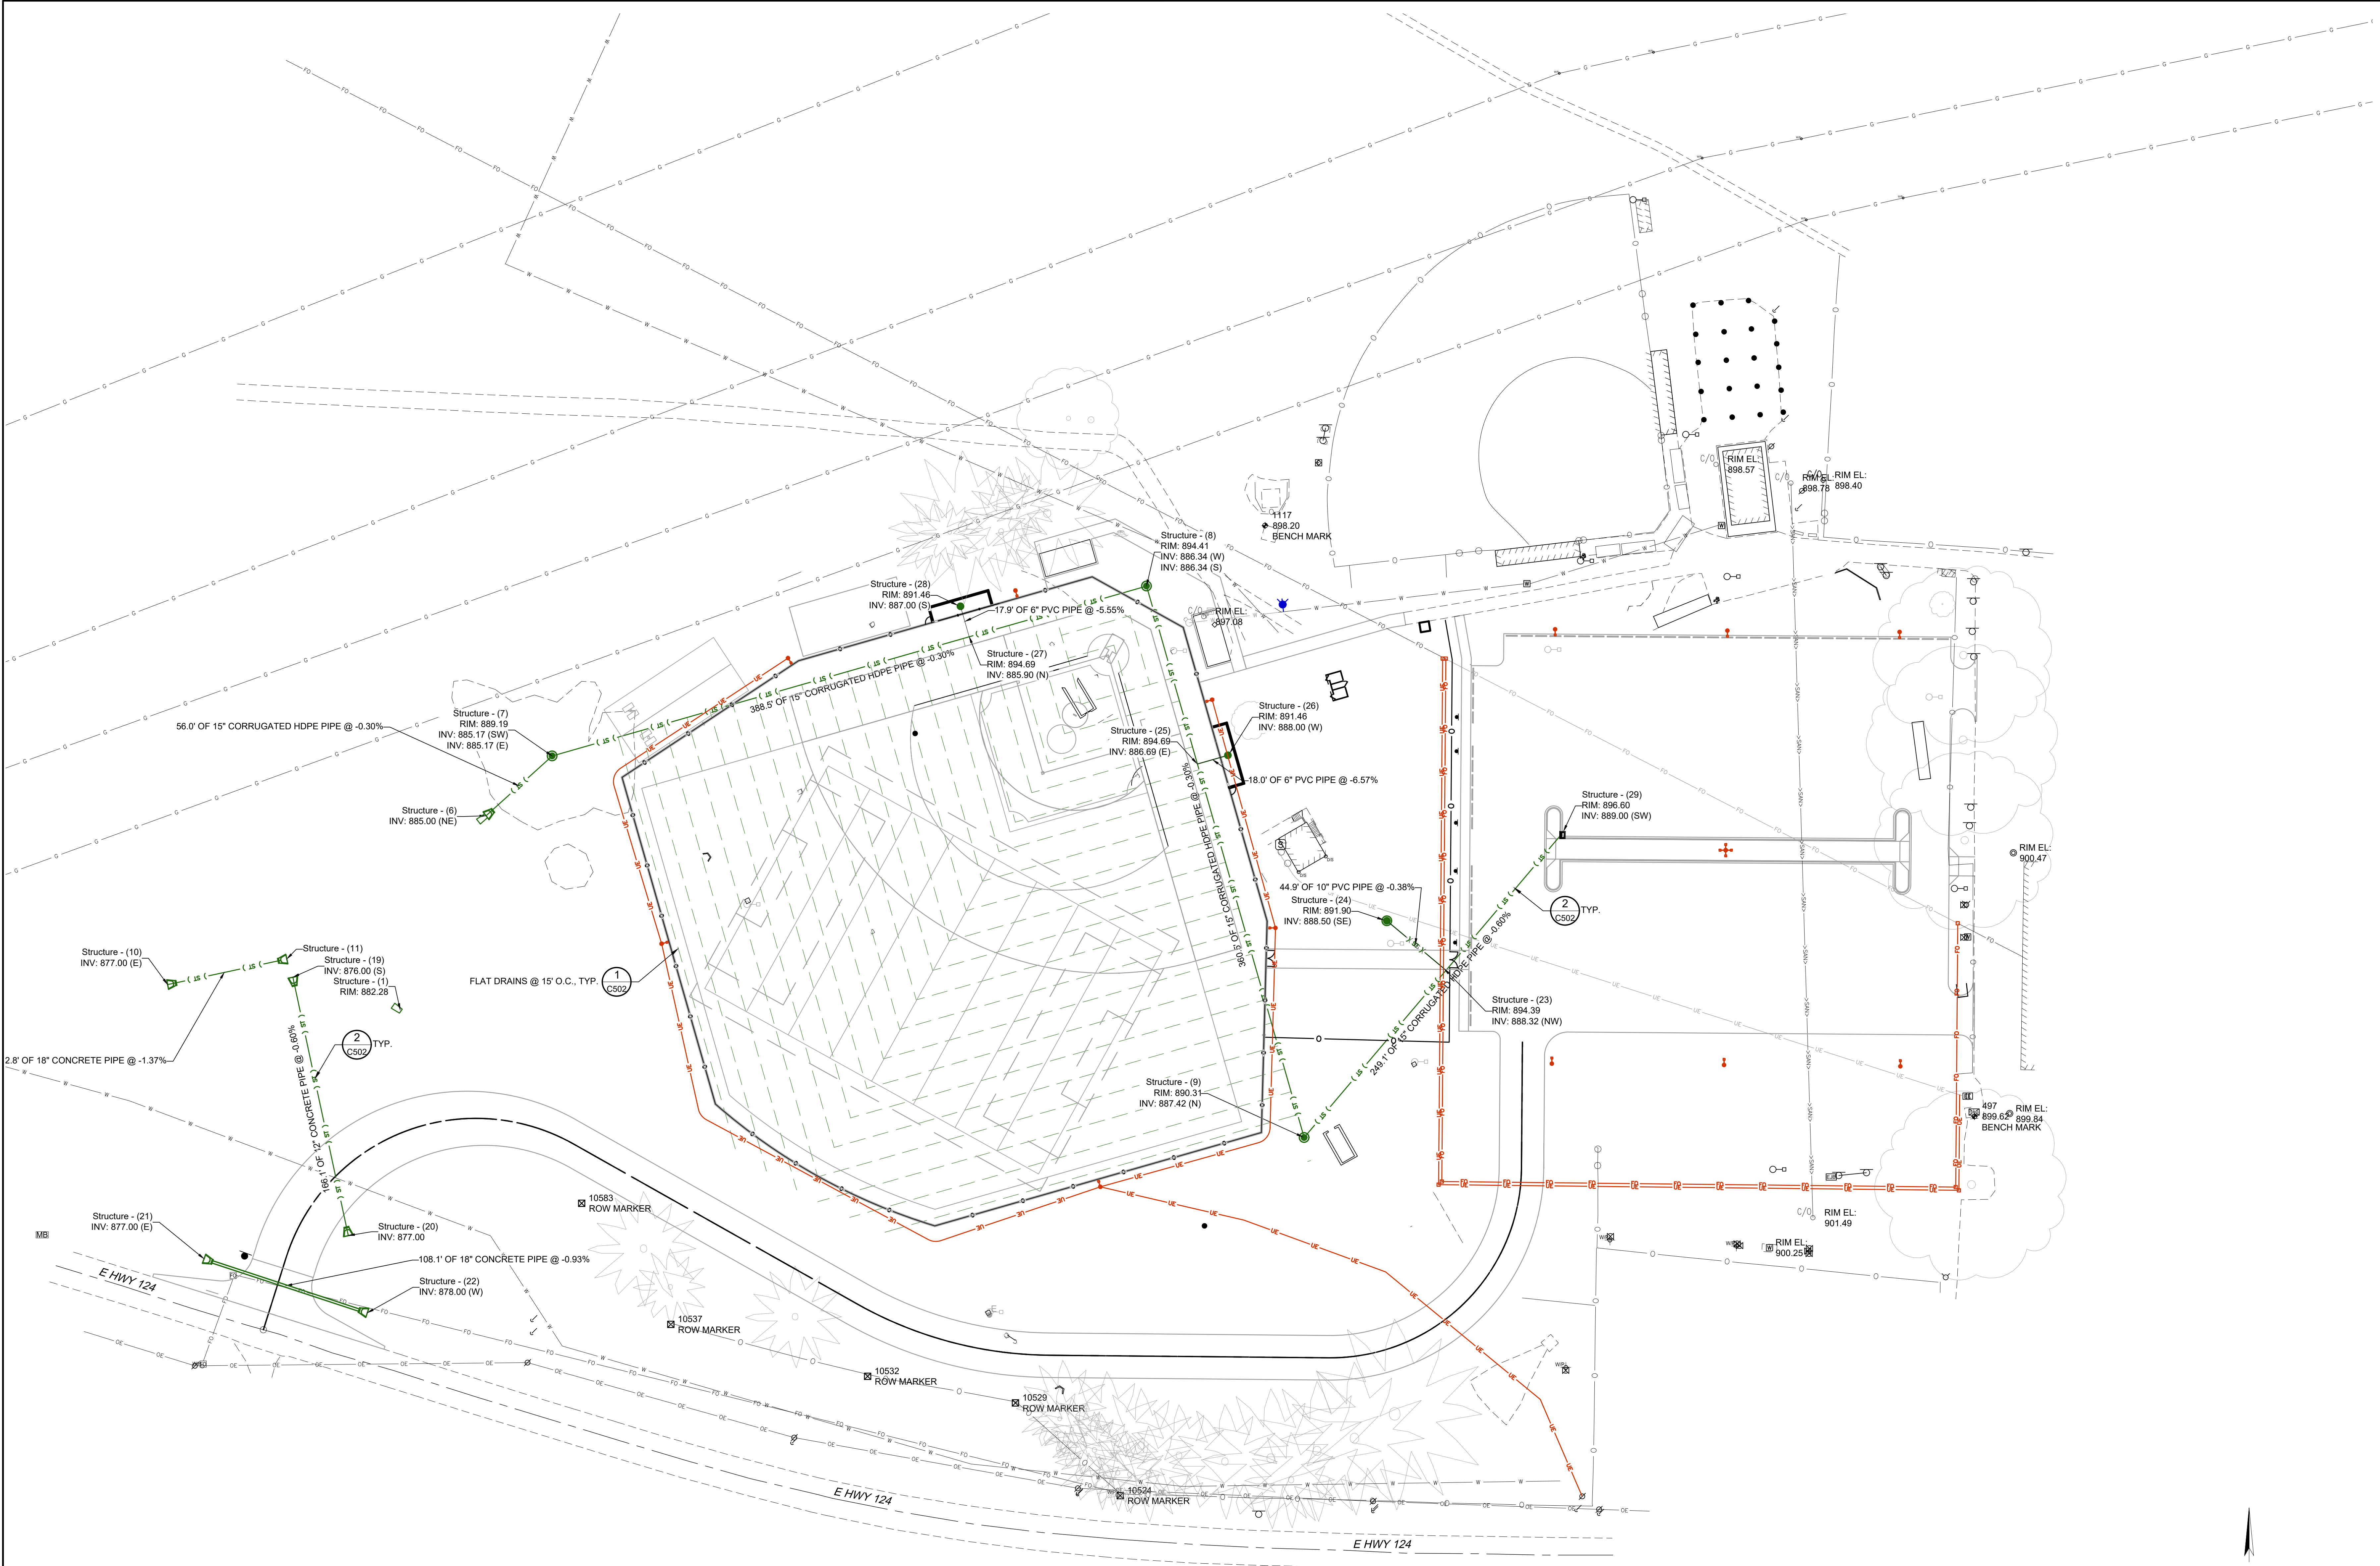 1117
898.20
BENCH MARK
RIM EL:
898.57
RIM EL:
898.78
RIM EL:
898.40
C/O
C/O
C/O
Structure - (8)
RIM: 894.41
INV: 886.34 (W)
INV: 886.34 (S)
Structure - (28)
RIM: 891.46
INV: 887.00 (S)
17.9' OF 6" PVC PIPE @ -5.55%
C/O
RIM EL:
897.08
Structure - (27)
RIM: 894.69
INV: 885.90 (N)
388.5' OF 15" CORRUGATED HDPE PIPE @ -0.30%
Structure - (7)
RIM: 889.19
INV: 885.17 (SW)
INV: 885.17 (E)
56.0' OF 15" CORRUGATED HDPE PIPE @ -0.30%
Structure - (6)
INV: 885.00 (NE)
Structure - (26)
RIM: 891.46
INV: 888.00 (W)
Structure - (25)
RIM: 894.69
INV: 886.69 (E)
18.0' OF 6" PVC PIPE @ -6.57%
360.5' OF 15" CORRUGATED HDPE PIPE @ -0.30%
Structure - (29)
RIM: 896.60
INV: 889.00 (SW)
RIM EL:
900.47
44.9' OF 10" PVC PIPE @ -0.38%
Structure - (24)
RIM: 891.90
INV: 888.50 (SE)
2
C502
TYP.
249.1' OF 15" CORRUGATED HDPE PIPE @ -0.60%
Structure - (23)
RIM: 894.39
INV: 888.32 (NW)
Structure - (10)
INV: 877.00 (E)
Structure - (11)
Structure - (19)
INV: 876.00 (S)
Structure - (1)
RIM: 882.28
FLAT DRAINS @ 15' O.C., TYP.
1
C502
2
C502
TYP.
2.8' OF 18" CONCRETE PIPE @ -1.37%
166.1' OF 12" CONCRETE PIPE @ -0.60%
Structure - (9)
RIM: 890.31
INV: 887.42 (N)
497
899.62
BENCH MARK
RIM EL:
899.84
10583
ROW MARKER
Structure - (21)
INV: 877.00 (E)
Structure - (20)
INV: 877.00
MB
108.1' OF 18" CONCRETE PIPE @ -0.93%
Structure - (22)
INV: 878.00 (W)
C/O
RIM EL:
901.49
RIM EL:
900.25
E HWY 124
10537
ROW MARKER
10532
ROW MARKER
10529
ROW MARKER
10524
ROW MARKER
E HWY 124
E HWY 124